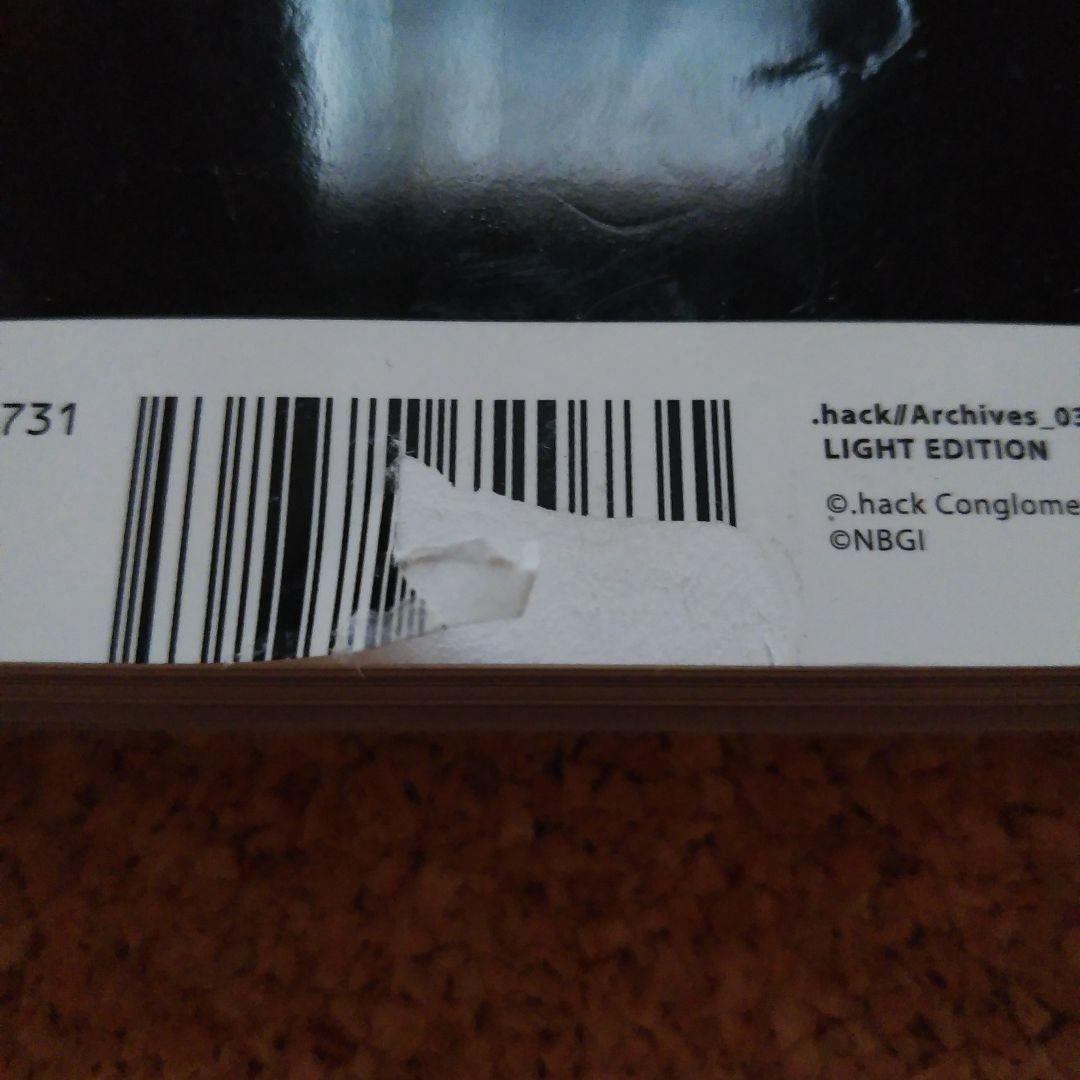 731
.hack//Archives_03
LIGHT EDITION
©.hack Conglome
©NBGI